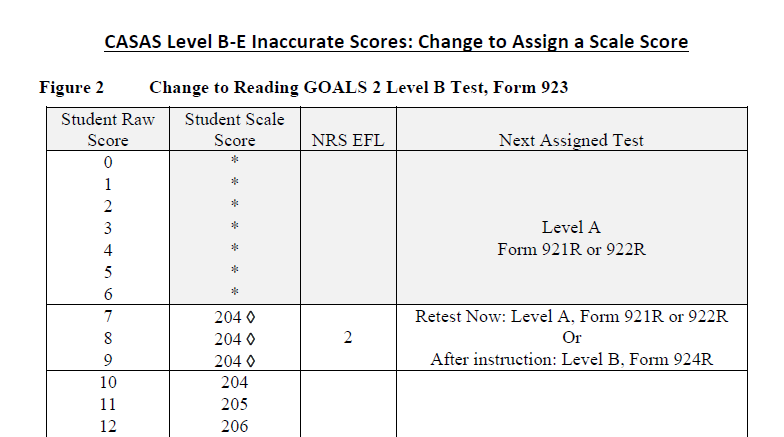 CASAS Level B-E Inaccurate Scores: Change to Assign a Scale Score
Figure 2 Change to Reading GOALS 2 Level B Test, Form 923
Student Raw Score Student Scale Score NRS EFL Next Assigned Test
0 *
1 *
2 *
3 * Level A
4 * Form 921R or 922R
5 *
6 *
7 204 ◊ Retest Now: Level A, Form 921R or 922R
8 204 ◊ 2 Or
9 204 ◊ After instruction: Level B, Form 924R
10 204
11 205
12 206